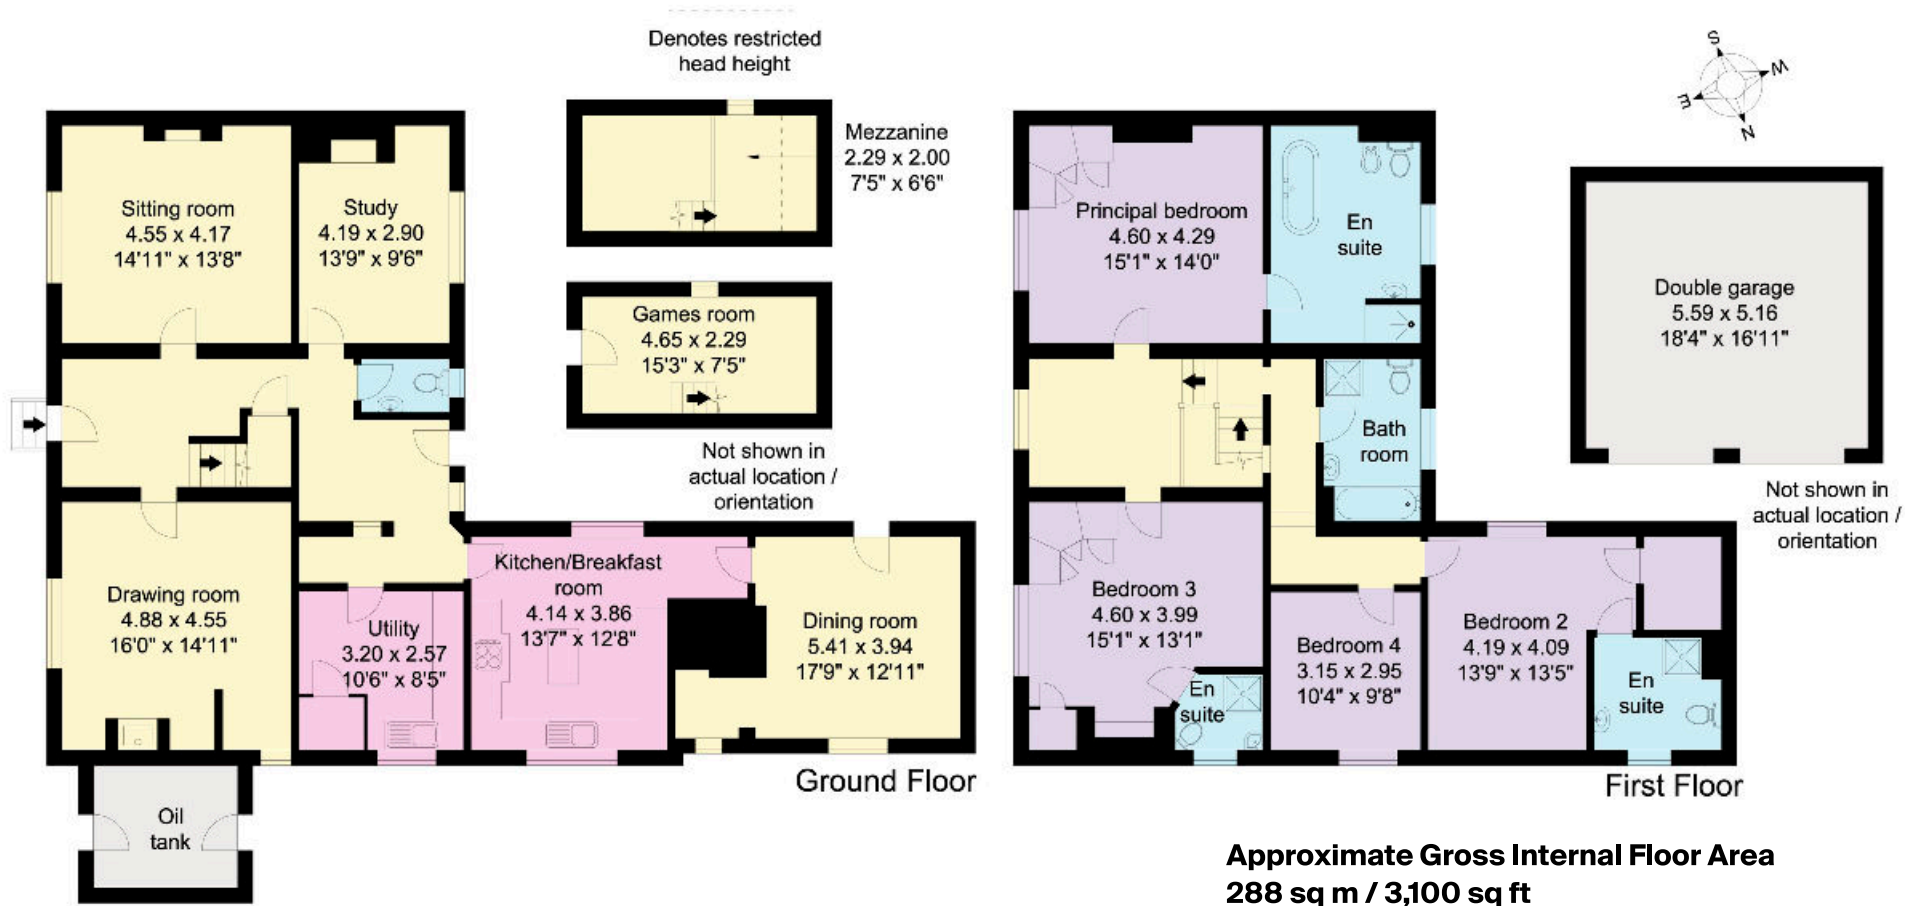 Denotes restricted
head height
Mezzanine
2.29 x 2.00
7'5" x 6'6"
Sitting room
4.55 x 4.17
14'11" x 13'8"
Study
4.19 x 2.90
13'9" x 9'6"
Games room
4.65 x 2.29
15'3" x 7'5"
Not shown in
actual location /
orientation
Drawing room
4.88 x 4.55
16'0" x 14'11"
Utility
3.20 x 2.57
10'6" x 8'5"
Kitchen/Breakfast
room
4.14 x 3.86
13'7" x 12'8"
Dining room
5.41 x 3.94
17'9" x 12'11"
Oil
tank
Ground Floor
Principal bedroom
4.60 x 4.29
15'1" x 14'0"
En
suite
Bath
room
Bedroom 3
4.60 x 3.99
15'1" x 13'1"
En
suite
Bedroom 4
3.15 x 2.95
10'4" x 9'8"
Bedroom 2
4.19 x 4.09
13'9" x 13'5"
En
suite
First Floor
S
W
E
N
Double garage
5.59 x 5.16
18'4" x 16'11"
Not shown in
actual location /
orientation
Approximate Gross Internal Floor Area
288 sq m / 3,100 sq ft